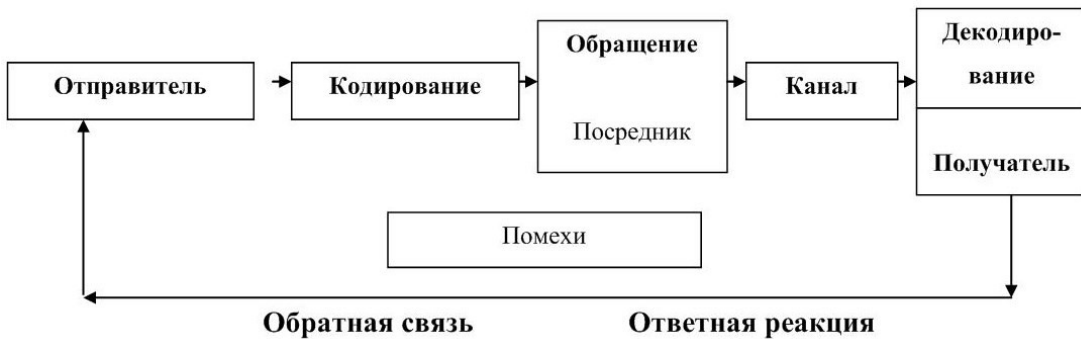 Отправитель
Кодирование
Обращение
Посредник
Канал
Декодиро-
вание
Получатель
Помехи
Обратная связь
Ответная реакция